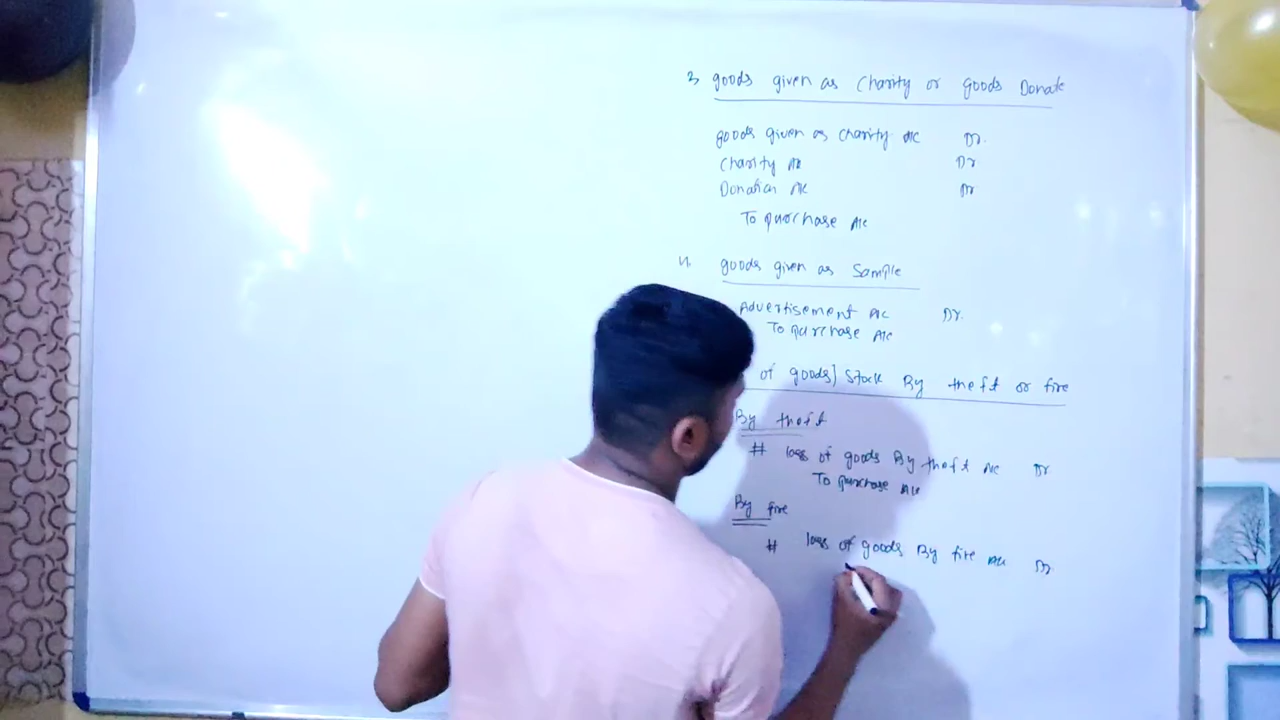 3, goods given as Charity or Goods Donate
goods given as Charity A/C Dr.
Charity A/c Dr
Donation A/c Dr
To purchase A/c
4. goods given as Sample
Advertisement A/c Dr.
To purchase A/c
of goods] Stock By theft or fire
By theft
# loss of goods By theft A/c Dr
To purchase A/c
By fire
# loss of goods By fire A/c Dr